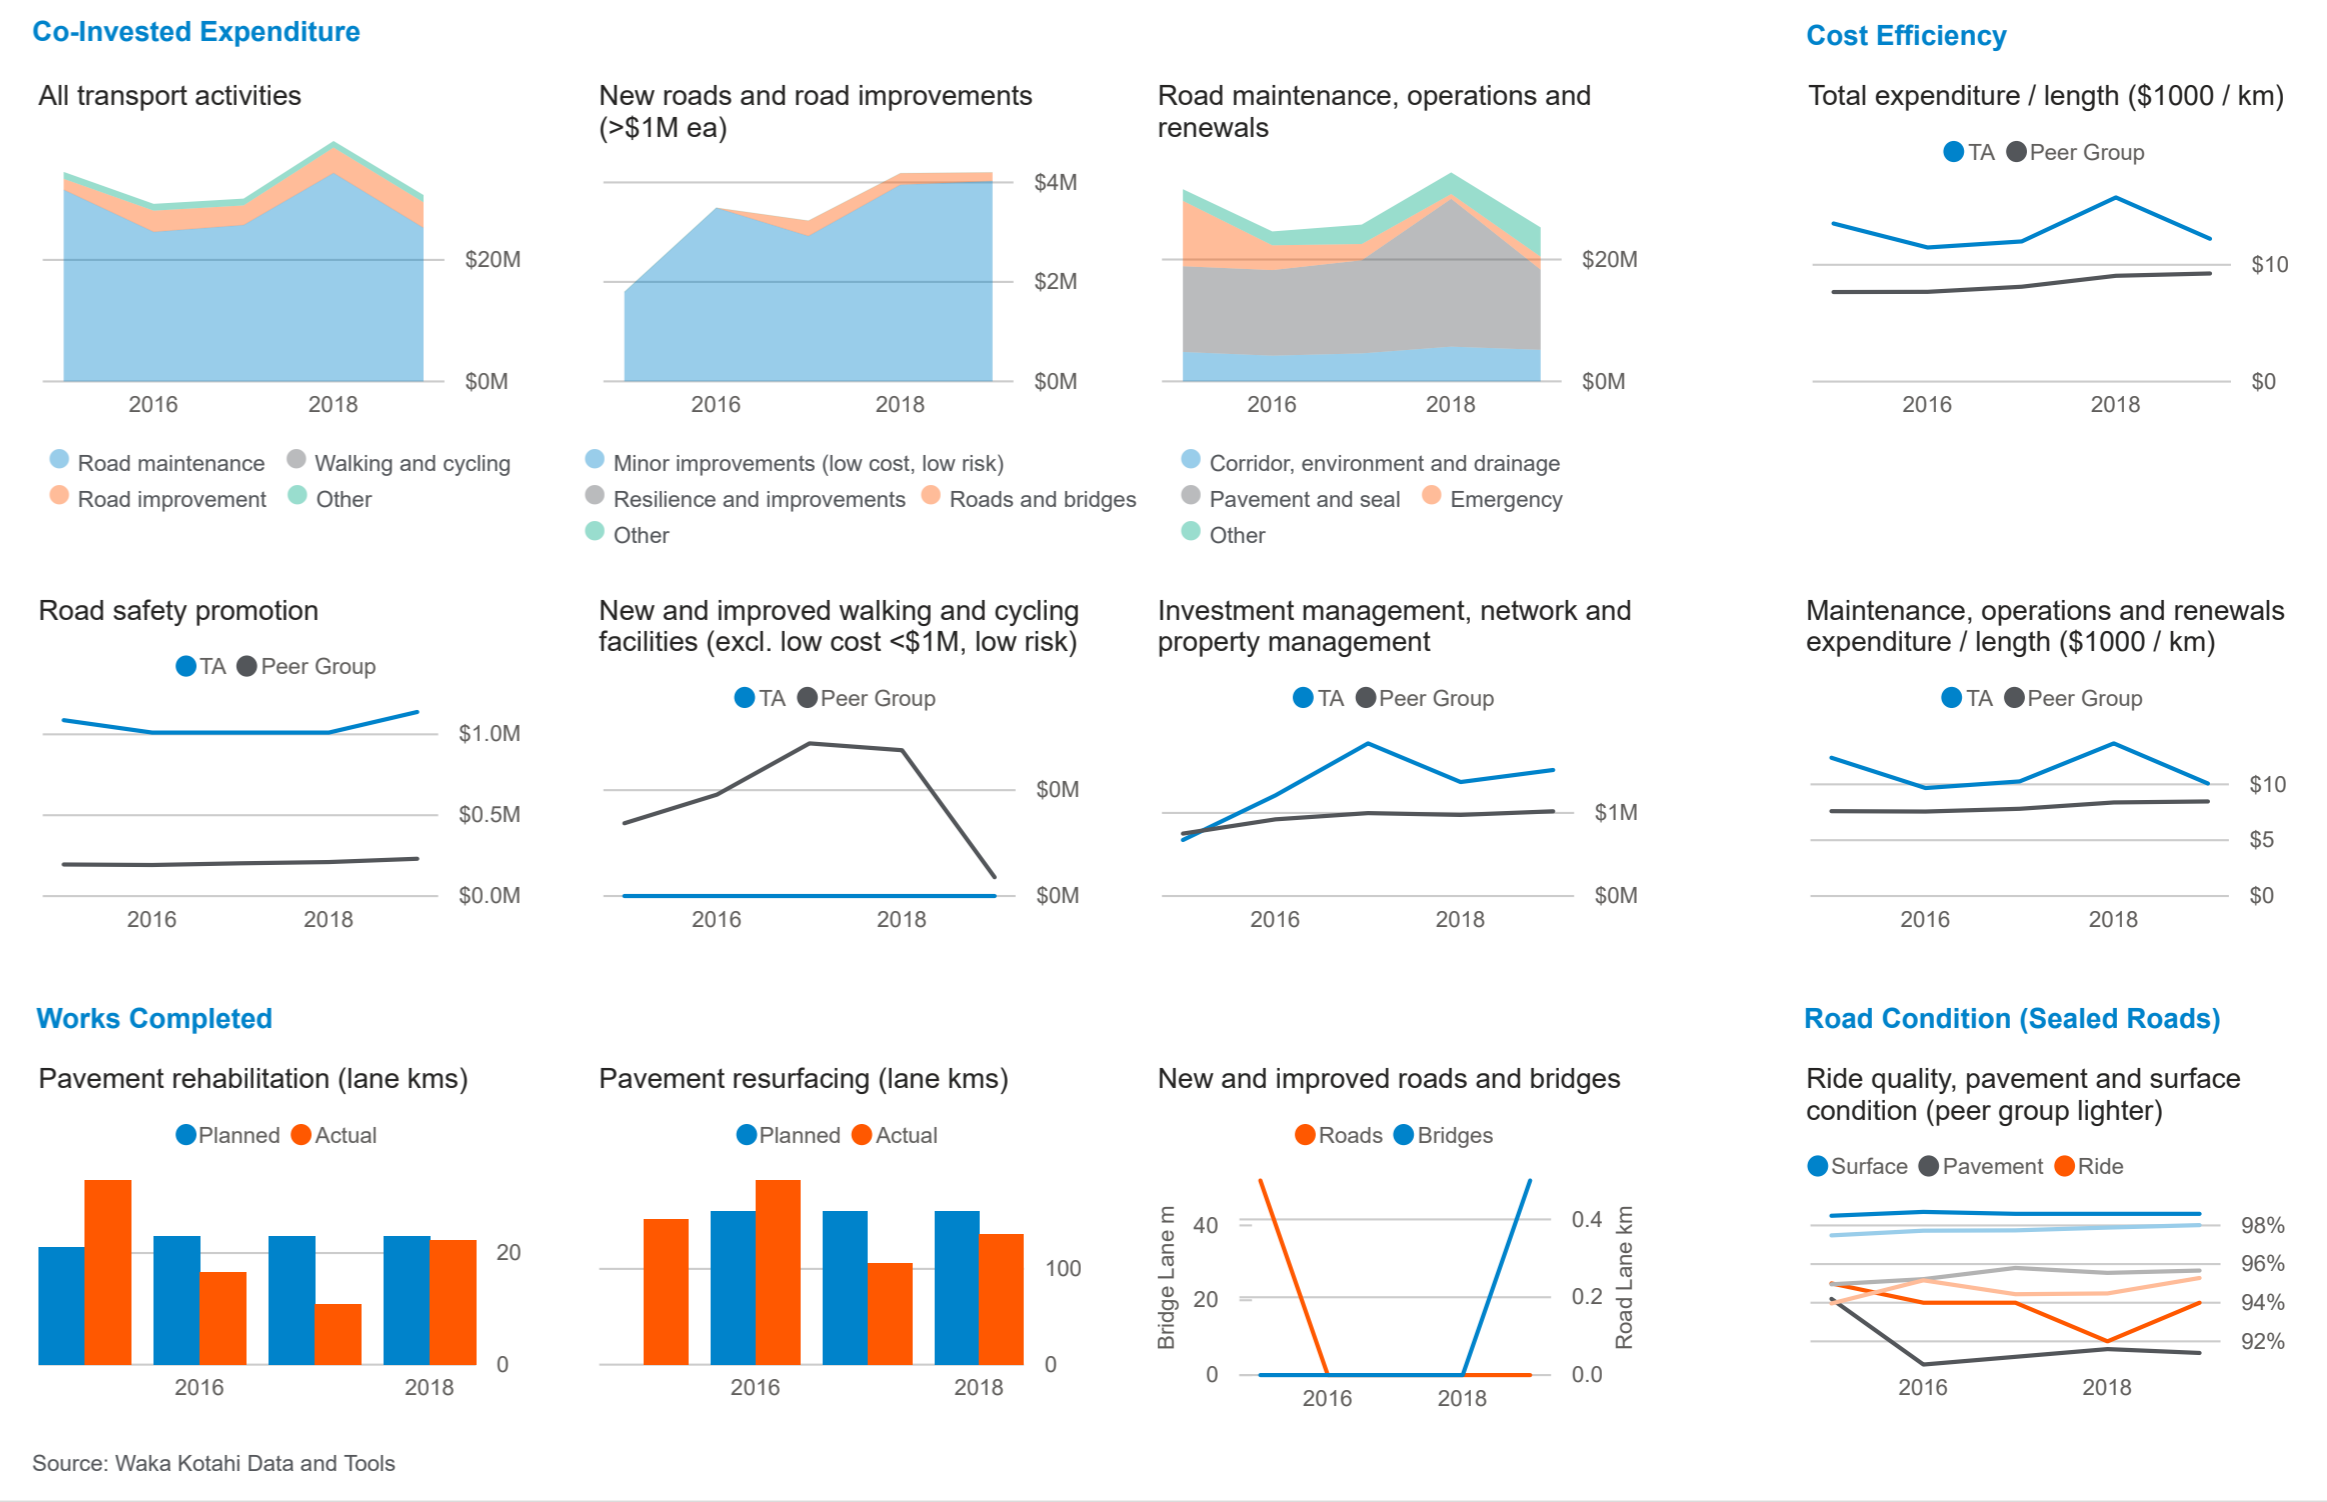 Co-Invested Expenditure
Cost Efficiency
All transport activities
$20M
$0M
2016 2018
Road maintenance Walking and cycling
Road improvement Other
New roads and road improvements
(>$1M ea)
$4M
$2M
$0M
2016 2018
Minor improvements (low cost, low risk)
Resilience and improvements Roads and bridges
Other
Road maintenance, operations and
renewals
$20M
$0M
2016 2018
Corridor, environment and drainage
Pavement and seal Emergency
Other
Total expenditure / length ($1000 / km)
TA Peer Group
$10
$0
2016 2018
Road safety promotion
TA Peer Group
$1.0M
$0.5M
$0.0M
2016 2018
New and improved walking and cycling
facilities (excl. low cost <$1M, low risk)
TA Peer Group
$0M
$0M
2016 2018
Investment management, network and
property management
TA Peer Group
$1M
$0M
2016 2018
Maintenance, operations and renewals
expenditure / length ($1000 / km)
TA Peer Group
$10
$5
$0
2016 2018
Works Completed
Road Condition (Sealed Roads)
Pavement rehabilitation (lane kms)
Planned Actual
20
0
2016 2018
Pavement resurfacing (lane kms)
Planned Actual
100
0
2016 2018
New and improved roads and bridges
Roads Bridges
Bridge Lane m
40
20
0
0.4
0.2
0.0
Road Lane km
2016 2018
Ride quality, pavement and surface
condition (peer group lighter)
Surface Pavement Ride
98%
96%
94%
92%
2016 2018
Source: Waka Kotahi Data and Tools